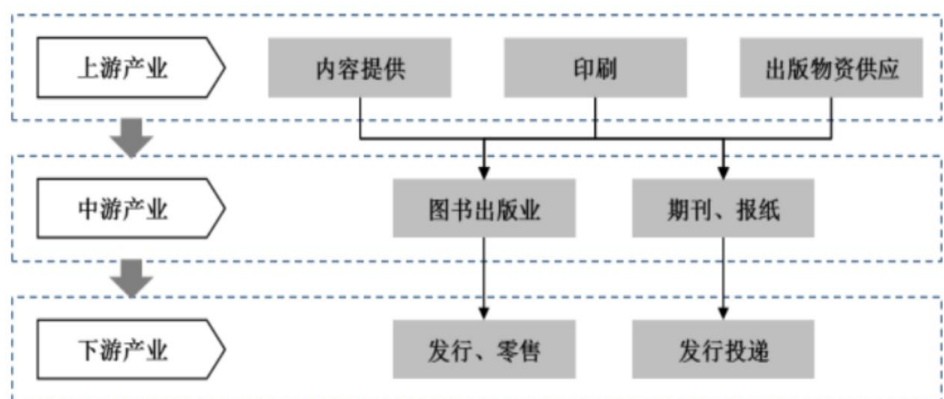 上游产业
内容提供
印刷
出版物资供应
中游产业
图书出版业
期刊、报纸
下游产业
发行、零售
发行投递